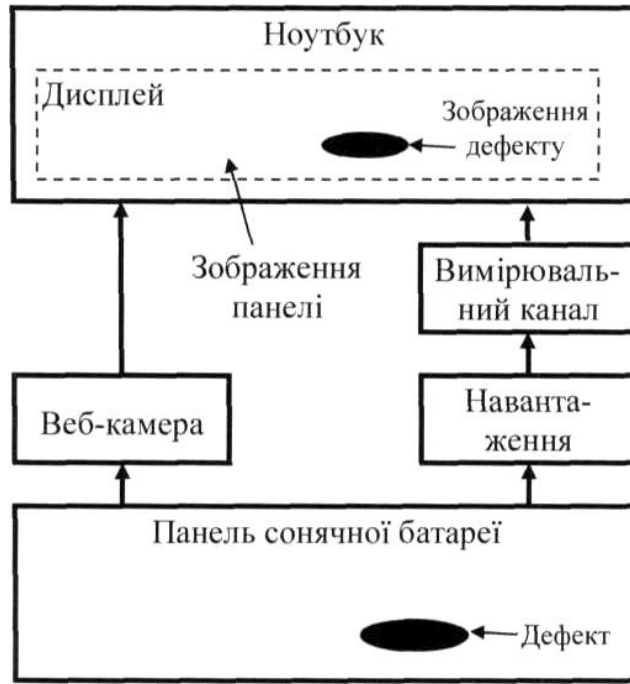 Ноутбук
Дисплей
Зображення
дефекту
Зображення
панелі
Вимірюваль-
ний канал
Веб-камера
Наванта-
ження
Панель сонячної батареї
Дефект